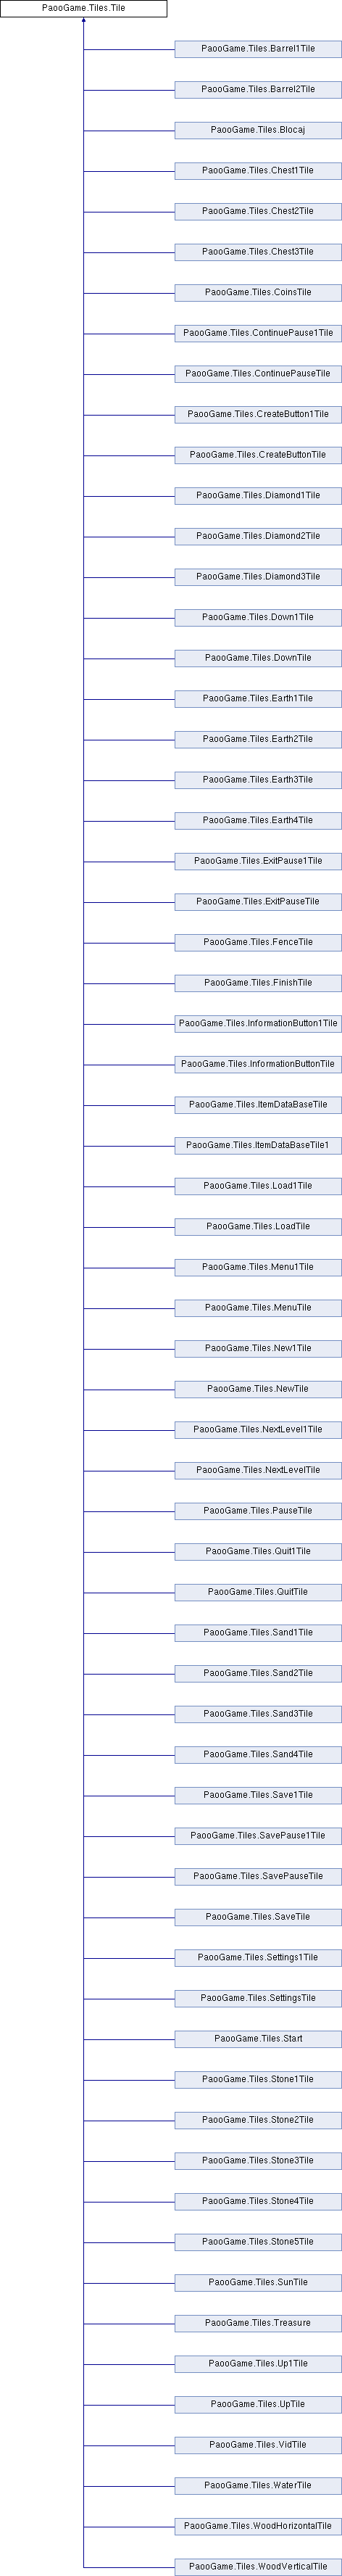 PaooGame.Tiles.Tile
PaooGame.Tiles.Barrel1Tile
PaooGame.Tiles.Barrel2Tile
PaooGame.Tiles.Blocaj
PaooGame.Tiles.Chest1Tile
PaooGame.Tiles.Chest2Tile
PaooGame.Tiles.Chest3Tile
PaooGame.Tiles.CoinsTile
PaooGame.Tiles.ContinuePause1Tile
PaooGame.Tiles.ContinuePauseTile
PaooGame.Tiles.CreateButton1Tile
PaooGame.Tiles.CreateButtonTile
PaooGame.Tiles.Diamond1Tile
PaooGame.Tiles.Diamond2Tile
PaooGame.Tiles.Diamond3Tile
PaooGame.Tiles.Down1Tile
PaooGame.Tiles.DownTile
PaooGame.Tiles.Earth1Tile
PaooGame.Tiles.Earth2Tile
PaooGame.Tiles.Earth3Tile
PaooGame.Tiles.Earth4Tile
PaooGame.Tiles.ExitPause1Tile
PaooGame.Tiles.ExitPauseTile
PaooGame.Tiles.FenceTile
PaooGame.Tiles.FinishTile
PaooGame.Tiles.InformationButton1Tile
PaooGame.Tiles.InformationButtonTile
PaooGame.Tiles.ItemDataBaseTile
PaooGame.Tiles.ItemDataBaseTile1
PaooGame.Tiles.Load1Tile
PaooGame.Tiles.LoadTile
PaooGame.Tiles.Menu1Tile
PaooGame.Tiles.MenuTile
PaooGame.Tiles.New1Tile
PaooGame.Tiles.NewTile
PaooGame.Tiles.NextLevel1Tile
PaooGame.Tiles.NextLevelTile
PaooGame.Tiles.PauseTile
PaooGame.Tiles.Quit1Tile
PaooGame.Tiles.QuitTile
PaooGame.Tiles.Sand1Tile
PaooGame.Tiles.Sand2Tile
PaooGame.Tiles.Sand3Tile
PaooGame.Tiles.Sand4Tile
PaooGame.Tiles.Save1Tile
PaooGame.Tiles.SavePause1Tile
PaooGame.Tiles.SavePauseTile
PaooGame.Tiles.SaveTile
PaooGame.Tiles.Settings1Tile
PaooGame.Tiles.SettingsTile
PaooGame.Tiles.Start
PaooGame.Tiles.Stone1Tile
PaooGame.Tiles.Stone2Tile
PaooGame.Tiles.Stone3Tile
PaooGame.Tiles.Stone4Tile
PaooGame.Tiles.Stone5Tile
PaooGame.Tiles.SunTile
PaooGame.Tiles.Treasure
PaooGame.Tiles.Up1Tile
PaooGame.Tiles.UpTile
PaooGame.Tiles.VidTile
PaooGame.Tiles.WaterTile
PaooGame.Tiles.WoodHorizontalTile
PaooGame.Tiles.WoodVerticalTile